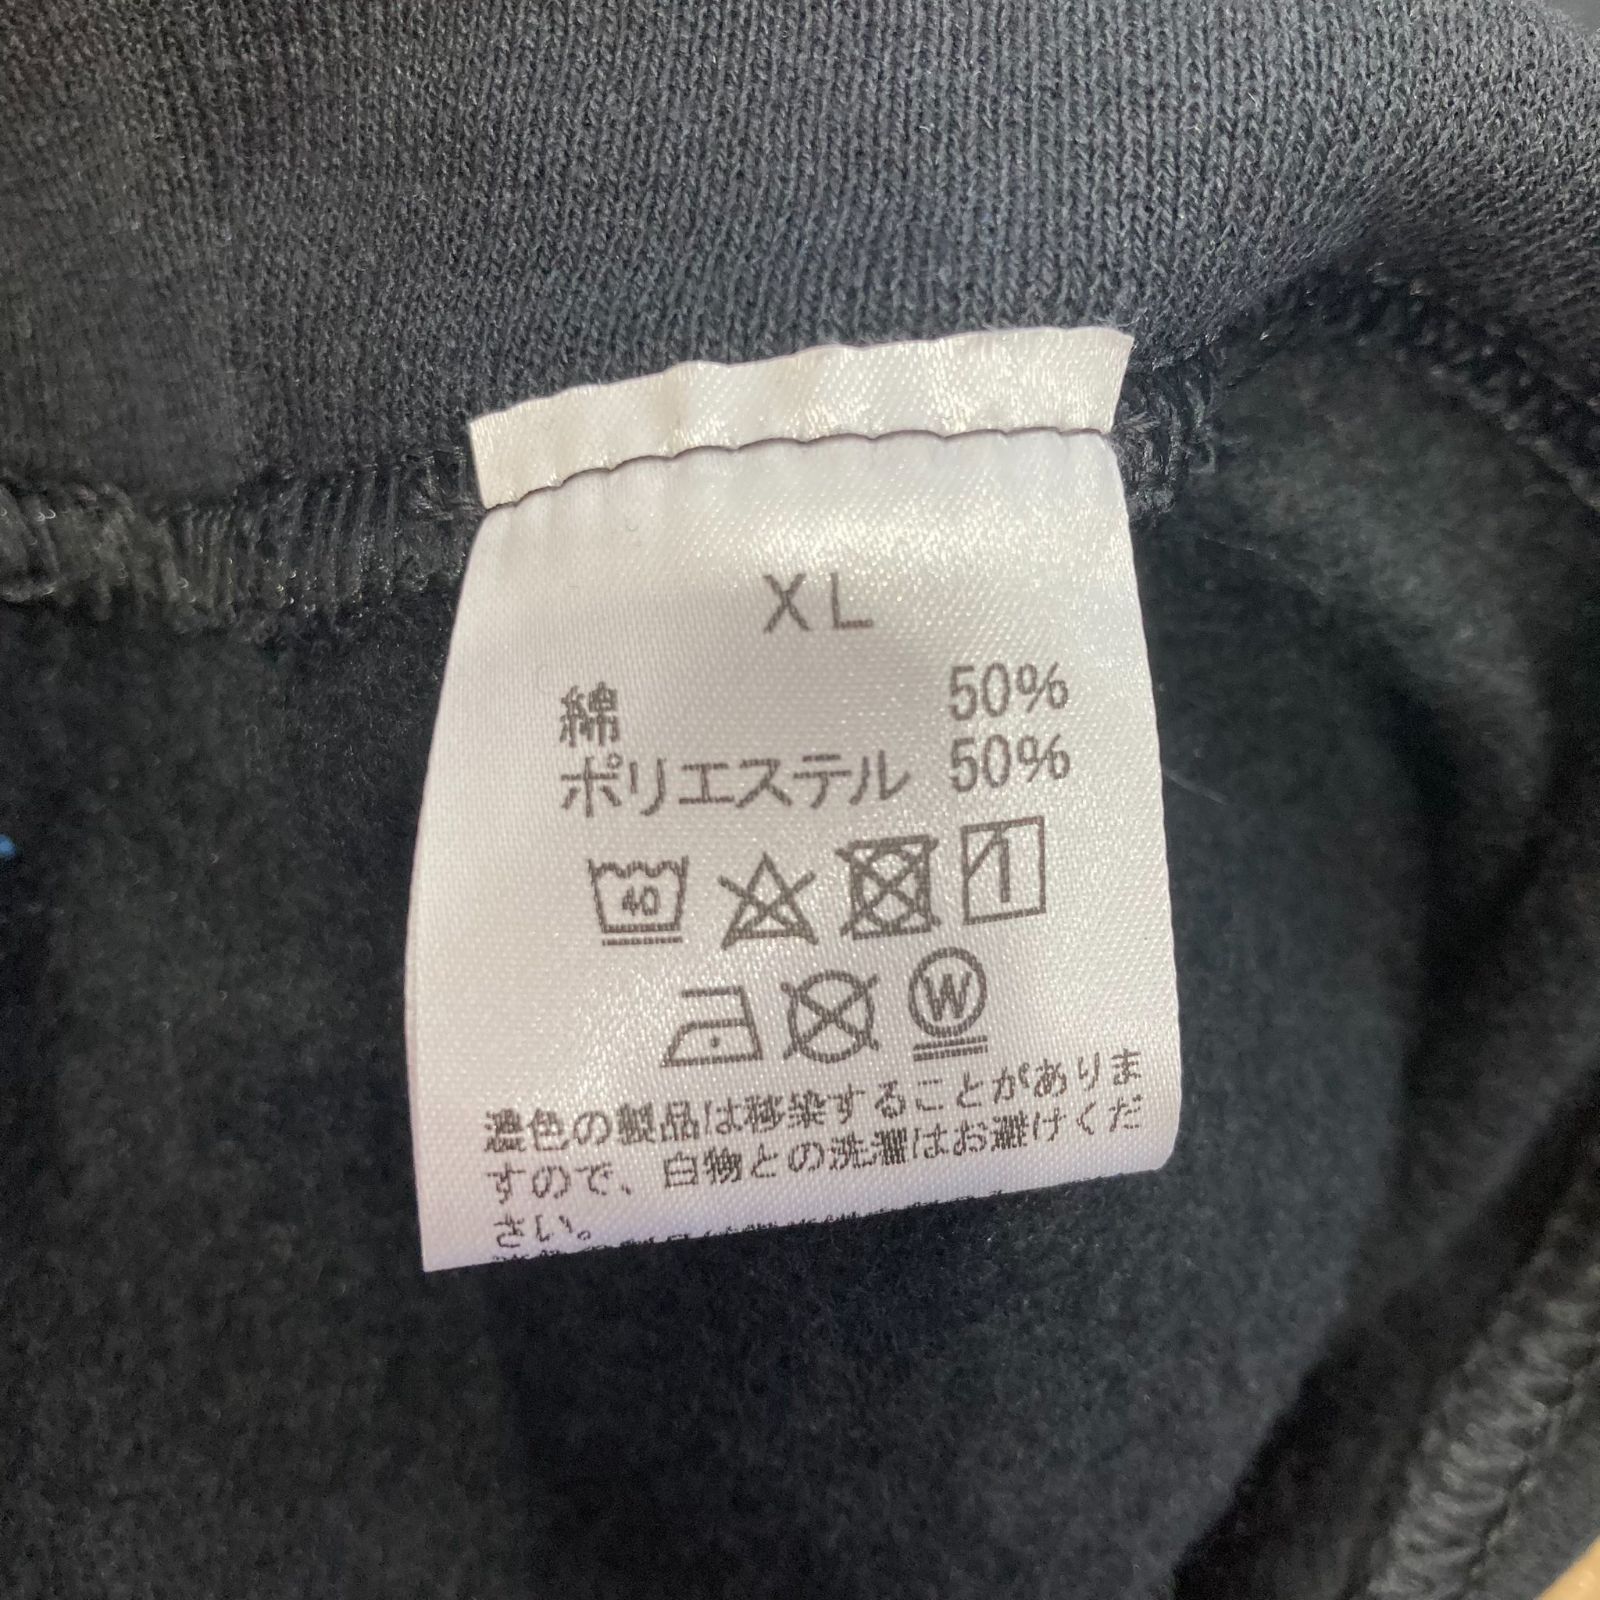 XL
綿 50%
ポリエステル 50%
40
W
濃色の製品は移染することがありま
すので、白物との洗濯はお避けくだ
さい。